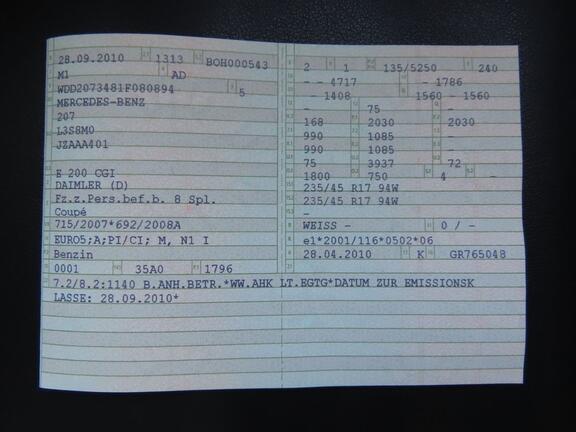 28.09.2010 1313 BOH000543
M1 AD
WDD2073481F080894 5
MERCEDES-BENZ
207
L3S8M0
JZAAA401
E 200 CGI
DAIMLER (D)
Fz.z.Pers.bef.b. 8 Spl.
Coupé
715/2007*692/2008A
EURO5;A;PI/CI; M, N1 I
Benzin
0001 35A0 1796
2 1 135/5250 240
- - 4717 - 1786
- 1408 1560 - 1560
- 75 -
168 2030 2030
990 1085 -
990 1085 -
75 3937 72
1800 750 4 -
235/45 R17 94W
235/45 R17 94W
-
WEISS - 0 / -
e1*2001/116*0502*06
28.04.2010 K GR765048
7.2/8.2:1140 B.ANH.BETR.*WW.AHK LT.EGTG*DATUM ZUR EMISSIONSK
LASSE: 28.09.2010*